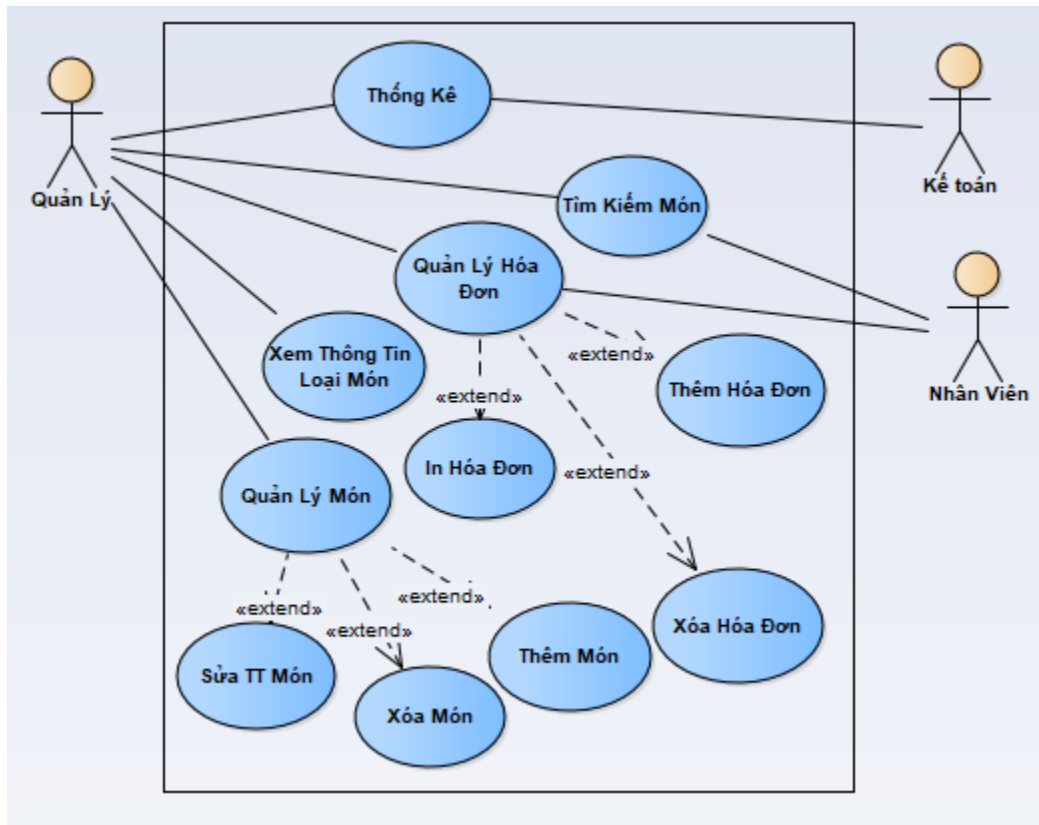 Thống Kê
Quản Lý
Kế toán
Tìm Kiếm Món
Quản Lý Hóa
Đơn
Xem Thông Tin
Loại Món
«extend»
Thêm Hóa Đơn
Nhân Viên
«extend»
In Hóa Đơn
«extend»
Quản Lý Món
«extend»
«extend»
«extend»
Xóa Hóa Đơn
Thêm Món
Sửa TT Món
Xóa Món